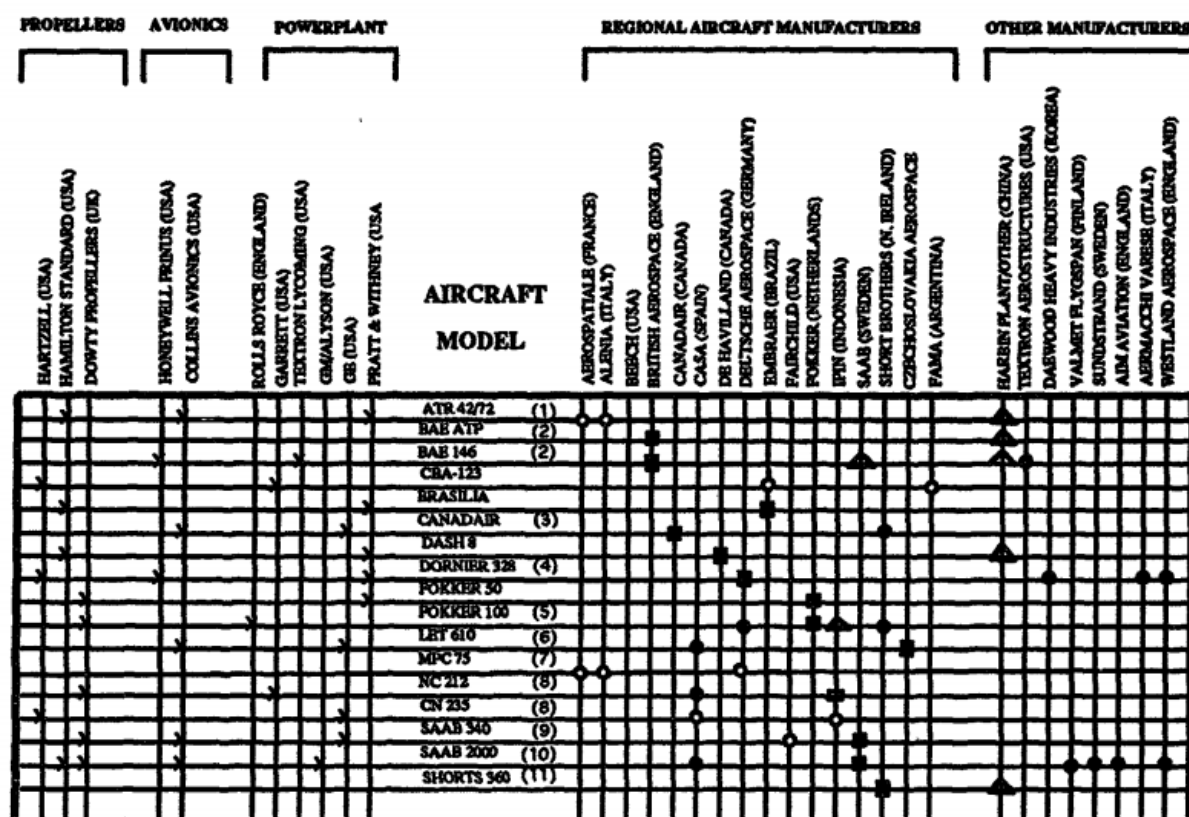 PROPELLERS AVIONICS POWERPLANT REGIONAL AIRCRAFT MANUFACTURERS OTHER MANUFACTURERS
HARTZELL (USA)
HAMILTON STANDARD (USA)
DOWTY PROPELLERS (UK)
HONEYWELL PRINUS (USA)
COLLINS AVIONICS (USA)
ROLLS ROYCE (ENGLAND)
GARRETT (USA)
TEXTRON LYCOMING (USA)
GM/ALYSON (USA)
GE (USA)
PRATT & WITHNEY (USA
AIRCRAFT
MODEL
AEROSPATIALE (FRANCE)
ALENIA (ITALY)
BEECH (USA)
BRITISH AEROSPACE (ENGLAND)
CANADAIR (CANADA)
CASA (SPAIN)
DE HAVILLAND (CANADA)
DEUTSCHE AEROSPACE (GERMANY)
EMBRAER (BRAZIL)
FAIRCHILD (USA)
FOKKER (NETHERLANDS)
IPTN (INDONESIA)
SAAB (SWEDEN)
SHORT BROTHERS (N. IRELAND)
CZECHOSLOVAKIA AEROSPACE
FAMA (ARGENTINA)
HARBIN PLANT/OTHER (CHINA)
TEXTRON AEROSTRUCTURES (USA)
DAEWOOD HEAVY INDUSTRIES (KOREA)
VALMET FLYGSPAN (FINLAND)
SUNDSTRAND (SWEDEN)
AIM AVIATION (ENGLAND)
AERMACCHI VARESE (ITALY)
WESTLAND AEROSPACE (ENGLAND
ATR 42/72 (1)
BAE ATP (2)
BAE 146 (2)
CBA-123
BRASILIA
CANADAIR (3)
DASH 8
DORNIER 328 (4)
FOKKER 50
FOKKER 100 (5)
LET 610 (6)
MPC 75 (7)
NC 212 (8)
CN 235 (8)
SAAB 340 (9)
SAAB 2000 (10)
SHORTS 360 (11)